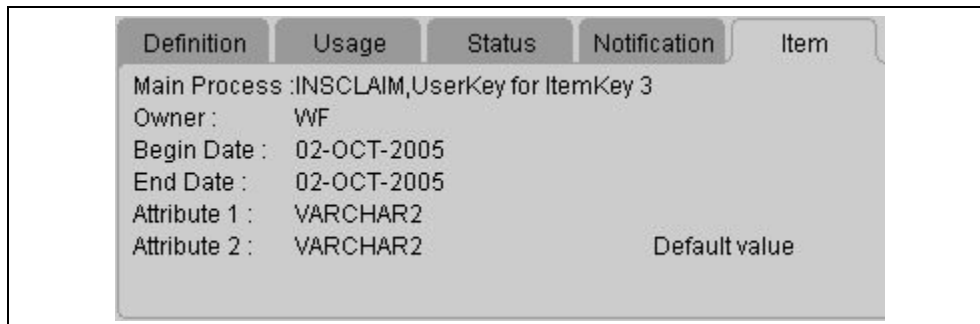 Definition Usage Status Notification Item
Main Process :INSCLAIM,UserKey for ItemKey 3
Owner : WF
Begin Date : 02-OCT-2005
End Date : 02-OCT-2005
Attribute 1 : VARCHAR2
Attribute 2 : VARCHAR2 Default value